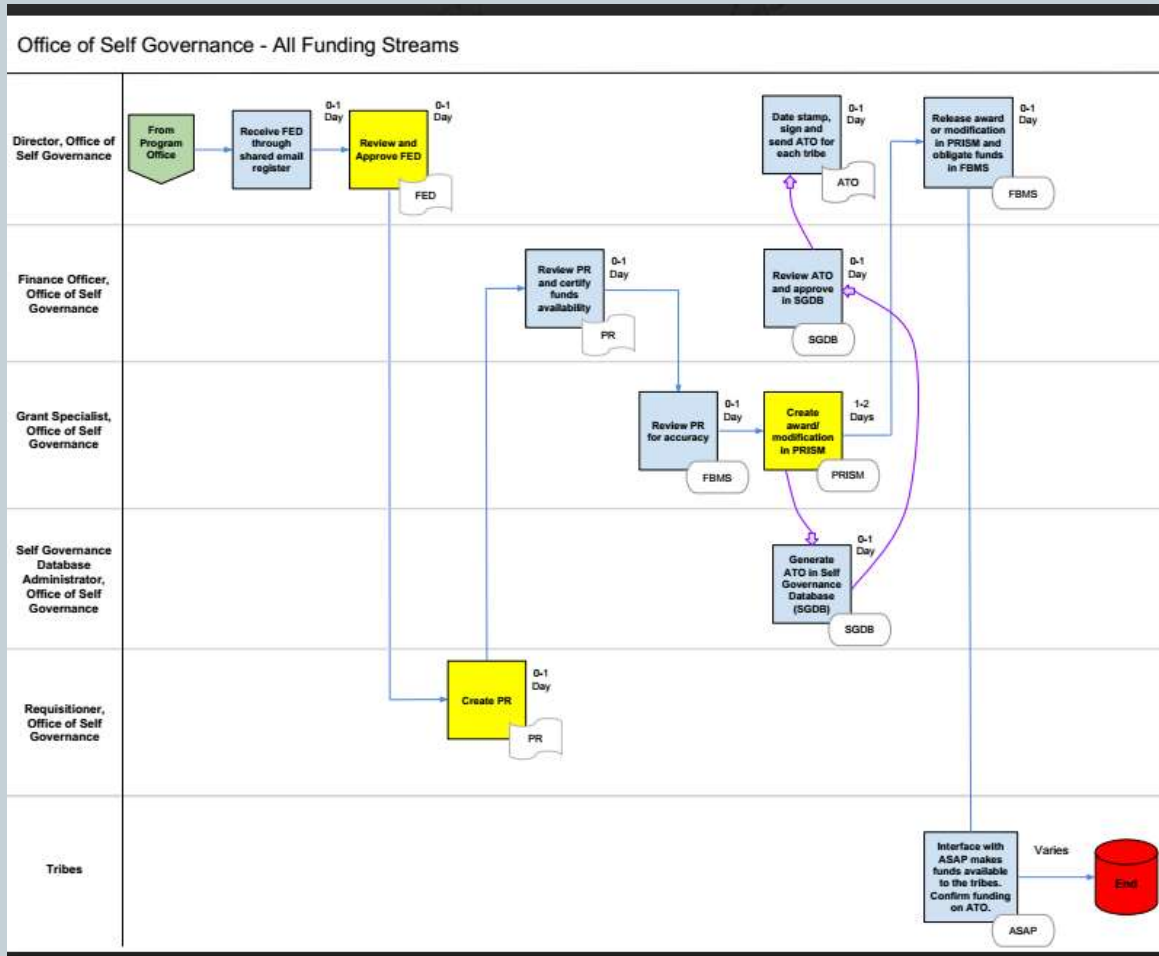 Office of Self Governance - All Funding Streams
Director, Office of
Self Governance
From
Program
Office
Receive FED
through
shared email
register
0-1
Day
Review and
Approve FED
0-1
Day
FED
Date stamp,
sign and
send ATO for
each tribe
0-1
Day
ATO
Release award
or modification
in PRISM and
obligate funds
in FBMS
0-1
Day
FBMS
Finance Officer,
Office of Self
Governance
Review PR
and certify
funds
availability
0-1
Day
PR
Review ATO
and approve
in SGDB
0-1
Day
SGDB
Grant Specialist,
Office of Self
Governance
Review PR
for accuracy
0-1
Day
FBMS
Create
award/
modification
in PRISM
1-2
Days
PRISM
Self Governance
Database
Administrator,
Office of Self
Governance
Generate
ATO in Self
Governance
Database
(SGDB)
0-1
Day
SGDB
Requisitioner,
Office of Self
Governance
Create PR
0-1
Day
PR
Tribes
Interface with
ASAP makes
funds available
to the tribes.
Confirm funding
on ATO.
Varies
ASAP
End